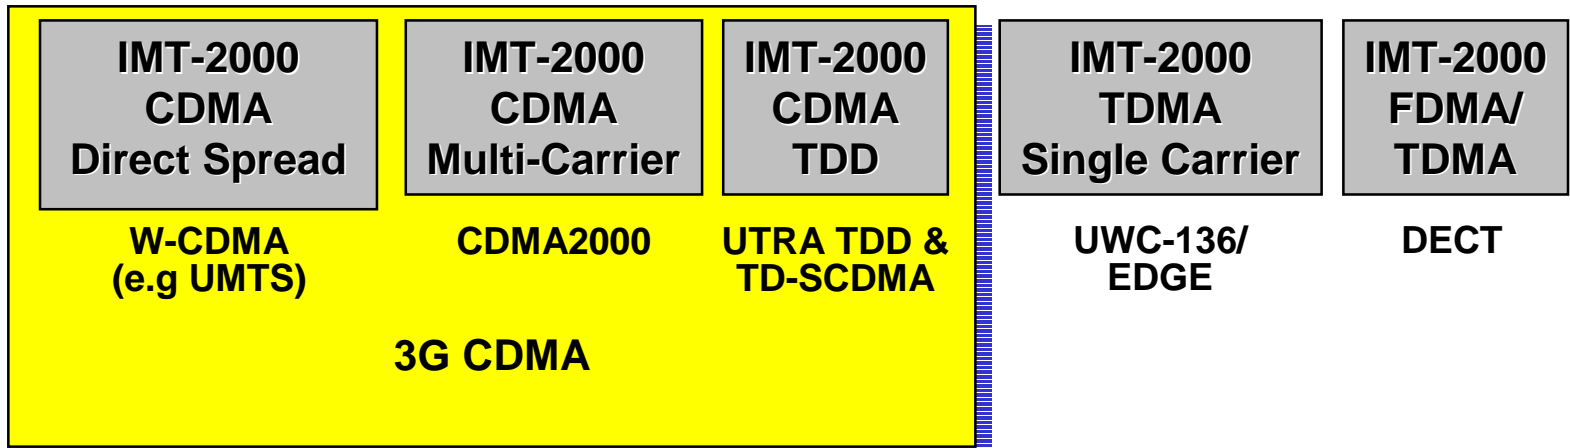 IMT-2000
CDMA
Direct Spread
IMT-2000
CDMA
Multi-Carrier
IMT-2000
CDMA
TDD
IMT-2000
TDMA
Single Carrier
IMT-2000
FDMA/
TDMA
W-CDMA
(e.g UMTS)
CDMA2000
UTRA TDD &
TD-SCDMA
UWC-136/
EDGE
DECT
3G CDMA